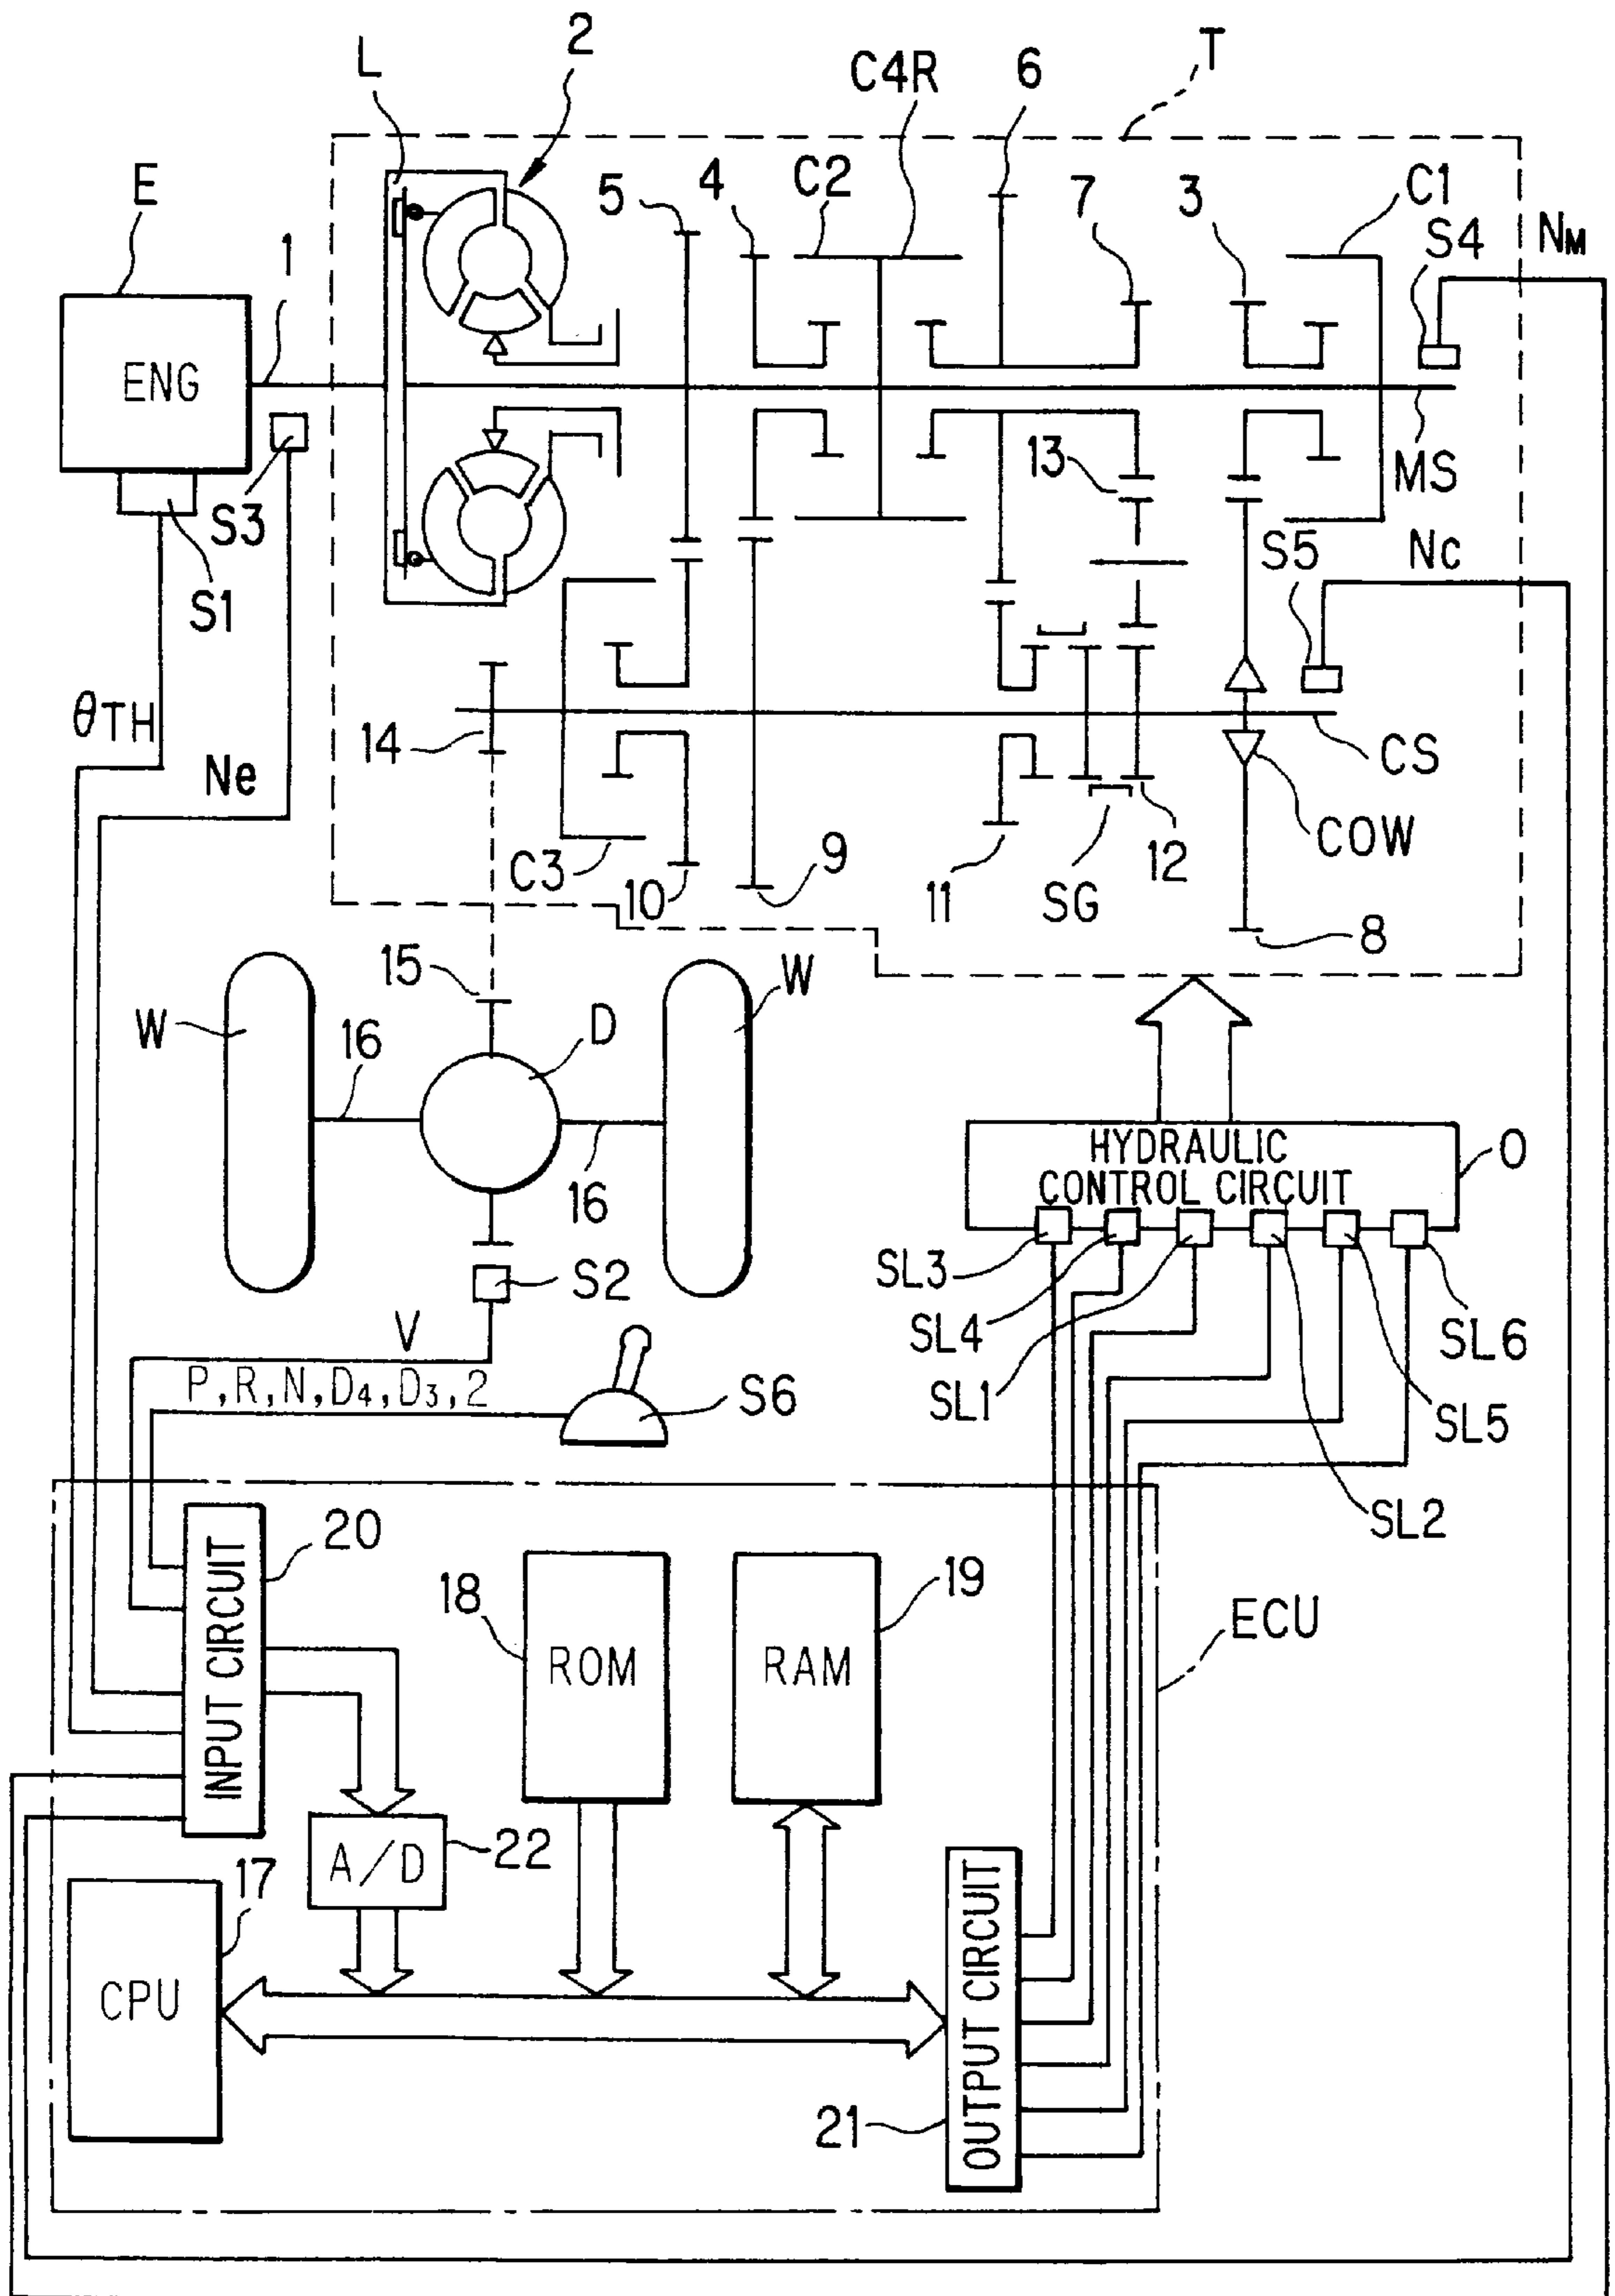 T
2
C4R
6
L
E
5
4
C2
7
3
C1
S4
NM
1
ENG
13
MS
S3
S5
Nc
S1
θTH
14
CS
Ne
COW
C3
10
9
11
SG
12
8
15
W
W
16
D
16
HYDRAULIC
CONTROL CIRCUIT
O
S2
SL3
SL4
SL6
V
P,R,N,D4,D3,2
S6
SL1
SL5
SL2
20
18
19
ECU
INPUT CIRCUIT
ROM
RAM
A/D
22
17
CPU
OUTPUT CIRCUIT
21